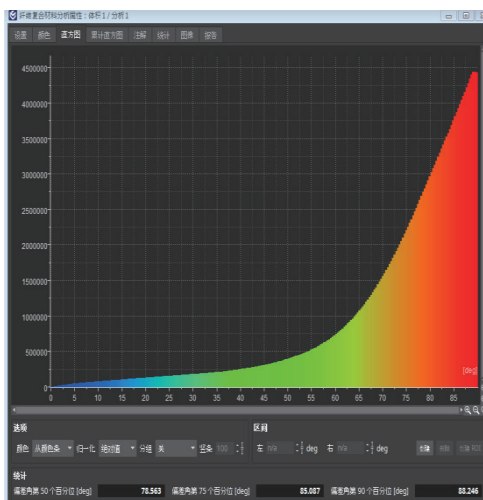 纤维复合材料分析属性：体积 1 / 分析 1
设置 颜色 直方图 累计直方图 注解 统计 图像 报告
4500000
4000000
3500000
3000000
2500000
2000000
1500000
1000000
500000
0
[deg]
0 5 10 15 20 25 30 35 40 45 50 55 60 65 70 75 80 85
选项 区间
颜色 从颜色条 归一化 绝对值 分组 关 竖条 100 左 n/a deg 右 n/a deg 创建
统计
偏差角第 50 个百分位 [deg] 78.563 偏差角第 75 个百分位 [deg] 85.087 偏差角第 90 个百分位 [deg] 88.246